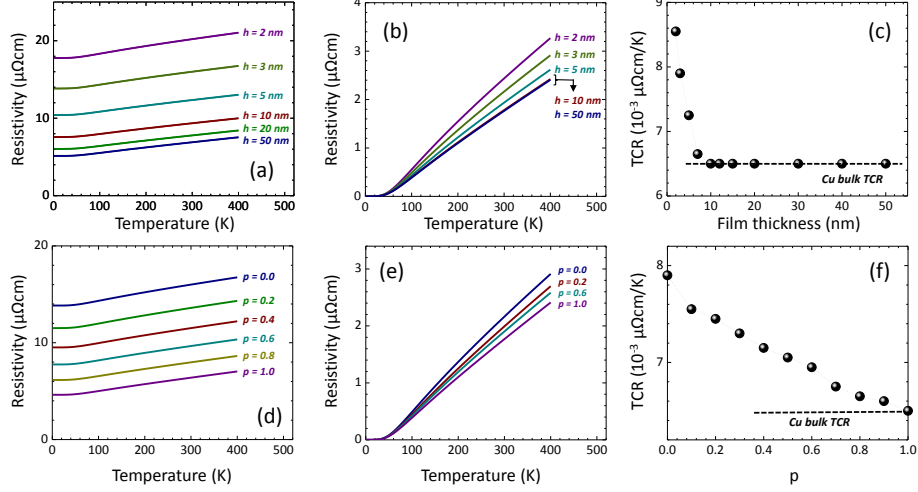 (a)
Resistivity (μΩcm)
20
10
0
h = 2 nm
h = 3 nm
h = 5 nm
h = 10 nm
h = 20 nm
h = 50 nm
0 100 200 300 400 500
Temperature (K)
(b)
Resistivity (μΩcm)
4
2
0
h = 2 nm
h = 3 nm
h = 5 nm
h = 10 nm
h = 50 nm
0 100 200 300 400 500
Temperature (K)
(c)
TCR (10⁻³ μΩcm/K)
9
8
7
6
Cu bulk TCR
0 10 20 30 40 50
Film thickness (nm)
(d)
Resistivity (μΩcm)
20
10
0
p = 0.0
p = 0.2
p = 0.4
p = 0.6
p = 0.8
p = 1.0
0 100 200 300 400 500
Temperature (K)
(e)
Resistivity (μΩcm)
3
2
1
0
p = 0.0
p = 0.2
p = 0.6
p = 1.0
0 100 200 300 400 500
Temperature (K)
(f)
TCR (10⁻³ μΩcm/K)
8
7
Cu bulk TCR
0.0 0.2 0.4 0.6 0.8 1.0
p